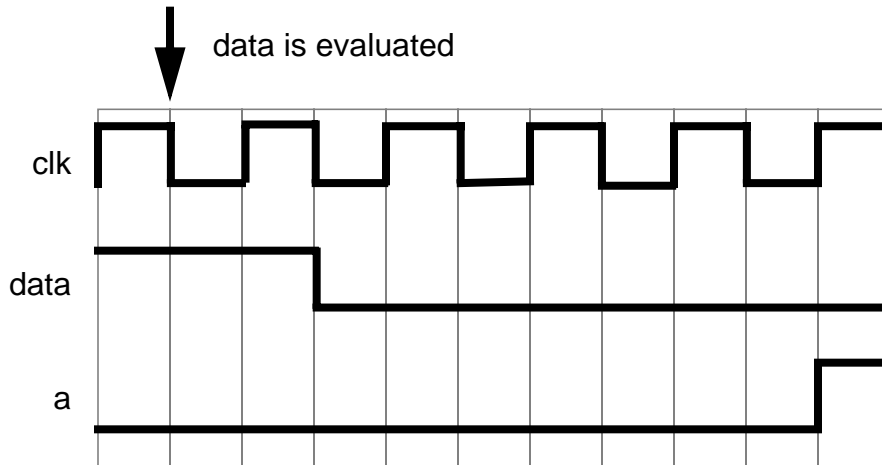 data is evaluated
clk
data
a